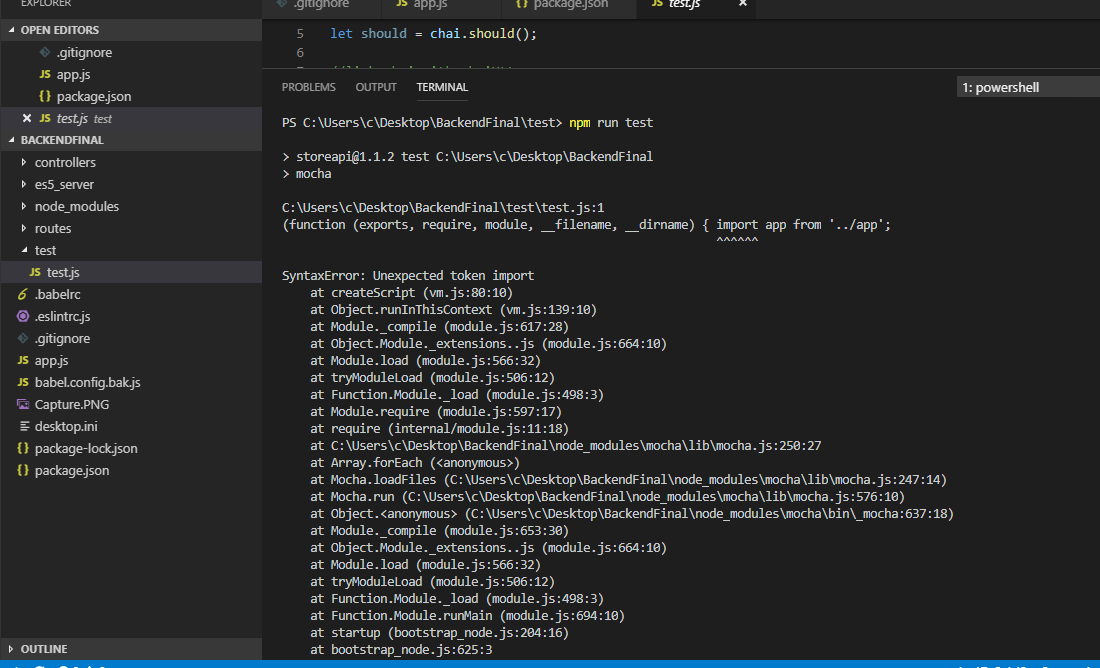 EXPLORER
OPEN EDITORS
.gitignore
JS app.js
{} package.json
JS test.js test
BACKENDFINAL
controllers
es5_server
node_modules
routes
test
JS test.js
.babelrc
.eslintrc.js
.gitignore
JS app.js
JS babel.config.bak.js
Capture.PNG
desktop.ini
{} package-lock.json
{} package.json
OUTLINE
.gitignore
JS app.js
{} package.json
JS test.js
5 let should = chai.should();
6
PROBLEMS OUTPUT TERMINAL
1: powershell
PS C:\Users\c\Desktop\BackendFinal\test> npm run test
> storeapi@1.1.2 test C:\Users\c\Desktop\BackendFinal
> mocha
C:\Users\c\Desktop\BackendFinal\test\test.js:1
(function (exports, require, module, __filename, __dirname) { import app from '../app';
^^^^^^
SyntaxError: Unexpected token import
at createScript (vm.js:80:10)
at Object.runInThisContext (vm.js:139:10)
at Module._compile (module.js:617:28)
at Object.Module._extensions..js (module.js:664:10)
at Module.load (module.js:566:32)
at tryModuleLoad (module.js:506:12)
at Function.Module._load (module.js:498:3)
at Module.require (module.js:597:17)
at require (internal/module.js:11:18)
at C:\Users\c\Desktop\BackendFinal\node_modules\mocha\lib\mocha.js:250:27
at Array.forEach (<anonymous>)
at Mocha.loadFiles (C:\Users\c\Desktop\BackendFinal\node_modules\mocha\lib\mocha.js:247:14)
at Mocha.run (C:\Users\c\Desktop\BackendFinal\node_modules\mocha\lib\mocha.js:576:10)
at Object.<anonymous> (C:\Users\c\Desktop\BackendFinal\node_modules\mocha\bin\_mocha:637:18)
at Module._compile (module.js:653:30)
at Object.Module._extensions..js (module.js:664:10)
at Module.load (module.js:566:32)
at tryModuleLoad (module.js:506:12)
at Function.Module._load (module.js:498:3)
at Function.Module.runMain (module.js:694:10)
at startup (bootstrap_node.js:204:16)
at bootstrap_node.js:625:3